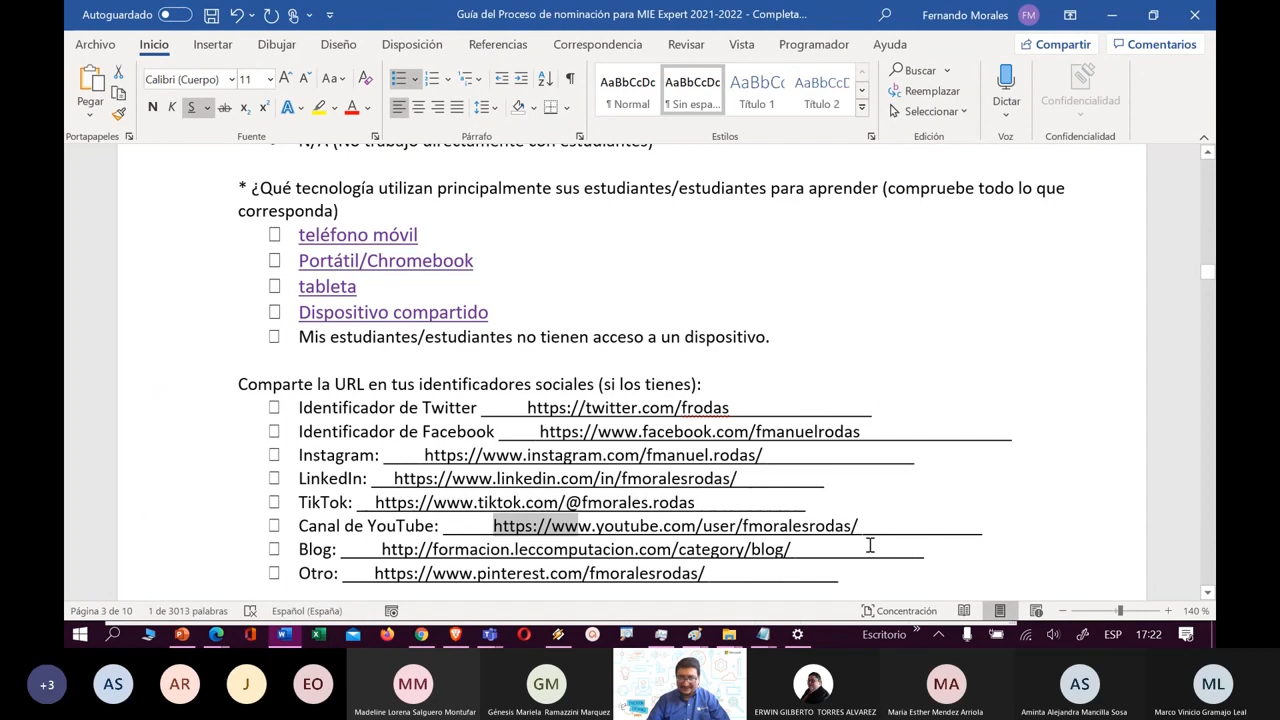 Autoguardado
Guía del Proceso de nominación para MIE Expert 2021-2022 - Completa...
Fernando Morales
FM
Archivo Inicio Insertar Dibujar Diseño Disposición Referencias Correspondencia Revisar Vista Programador Ayuda
Compartir
Comentarios
Pegar
Calibri (Cuerpo) 11
N K S ab x₂ x²
AaBbCcDc AaBbCcDc AaBbCc AaBbCcD
¶ Normal ¶ Sin espa... Título 1 Título 2
Buscar
Reemplazar
Seleccionar
Dictar
Confidencialidad
Portapapeles Fuente Párrafo Estilos Edición Voz Confidencialidad
N/A (No trabajo directamente con estudiantes)
* ¿Qué tecnología utilizan principalmente sus estudiantes/estudiantes para aprender (compruebe todo lo que
corresponda)
teléfono móvil
Portátil/Chromebook
tableta
Dispositivo compartido
Mis estudiantes/estudiantes no tienen acceso a un dispositivo.
Comparte la URL en tus identificadores sociales (si los tienes):
Identificador de Twitter https://twitter.com/frodas
Identificador de Facebook https://www.facebook.com/fmanuelrodas
Instagram: https://www.instagram.com/fmanuel.rodas/
LinkedIn: https://www.linkedin.com/in/fmoralesrodas/
TikTok: https://www.tiktok.com/@fmorales.rodas
Canal de YouTube: https://www.youtube.com/user/fmoralesrodas/
Blog: http://formacion.leccomputacion.com/category/blog/
Otro: https://www.pinterest.com/fmoralesrodas/
Página 3 de 10 1 de 3013 palabras Español (España) Concentración 140 %
Escritorio ESP 17:22
+3 AS AR J EO MM GM MA AS ML
Madeline Lorena Salguero Montufar
Génesis Mariela Ramazzini Marquez
ERWIN GILBERTO TORRES ALVAREZ
Maria Esther Mendez Arriola
Aminta Alejandra Mancilla Sosa
Marco Vinicio Gramajo Leal